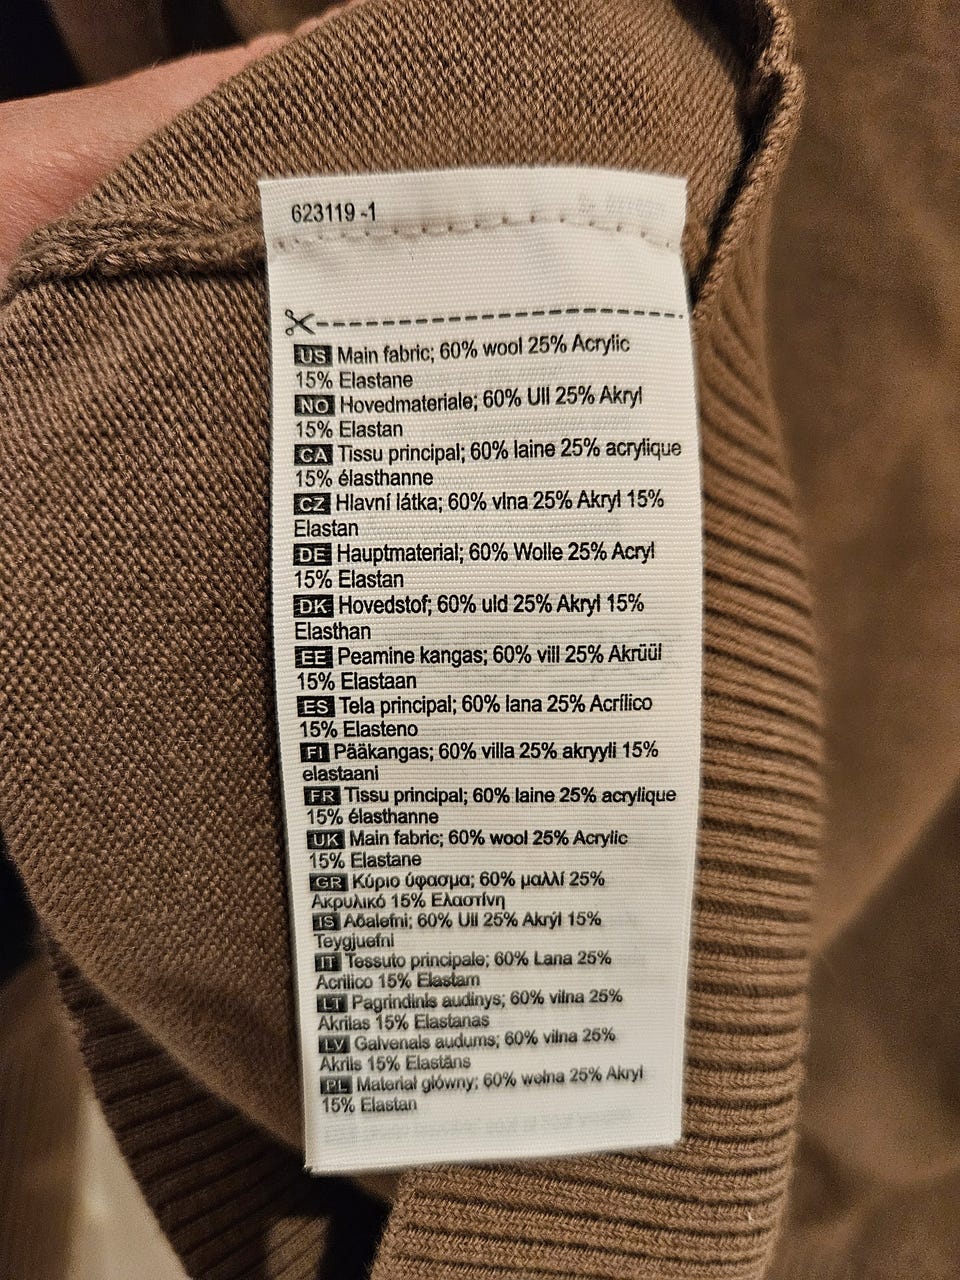 623119 -1
US Main fabric; 60% wool 25% Acrylic
15% Elastane
NO Hovedmateriale; 60% Ull 25% Akryl
15% Elastan
CA Tissu principal; 60% laine 25% acrylique
15% élasthanne
CZ Hlavní látka; 60% vlna 25% Akryl 15%
Elastan
DE Hauptmaterial; 60% Wolle 25% Acryl
15% Elastan
DK Hovedstof; 60% uld 25% Akryl 15%
Elasthan
EE Peamine kangas; 60% vill 25% Akrüül
15% Elastaan
ES Tela principal; 60% lana 25% Acrílico
15% Elasteno
FI Pääkangas; 60% villa 25% akryyli 15%
elastaani
FR Tissu principal; 60% laine 25% acrylique
15% élasthanne
UK Main fabric; 60% wool 25% Acrylic
15% Elastane
GR Κύριο ύφασμα; 60% μαλλί 25%
Ακρυλικό 15% Ελαστίνη
IS Aðalefni; 60% Ull 25% Akrýl 15%
Teygjuefni
IT Tessuto principale; 60% Lana 25%
Acrilico 15% Elastam
LT Pagrindinis audinys; 60% vilna 25%
Akrilas 15% Elastanas
LV Galvenais audums; 60% vilna 25%
Akrils 15% Elastāns
PL Materiał główny; 60% wełna 25% Akryl
15% Elastan